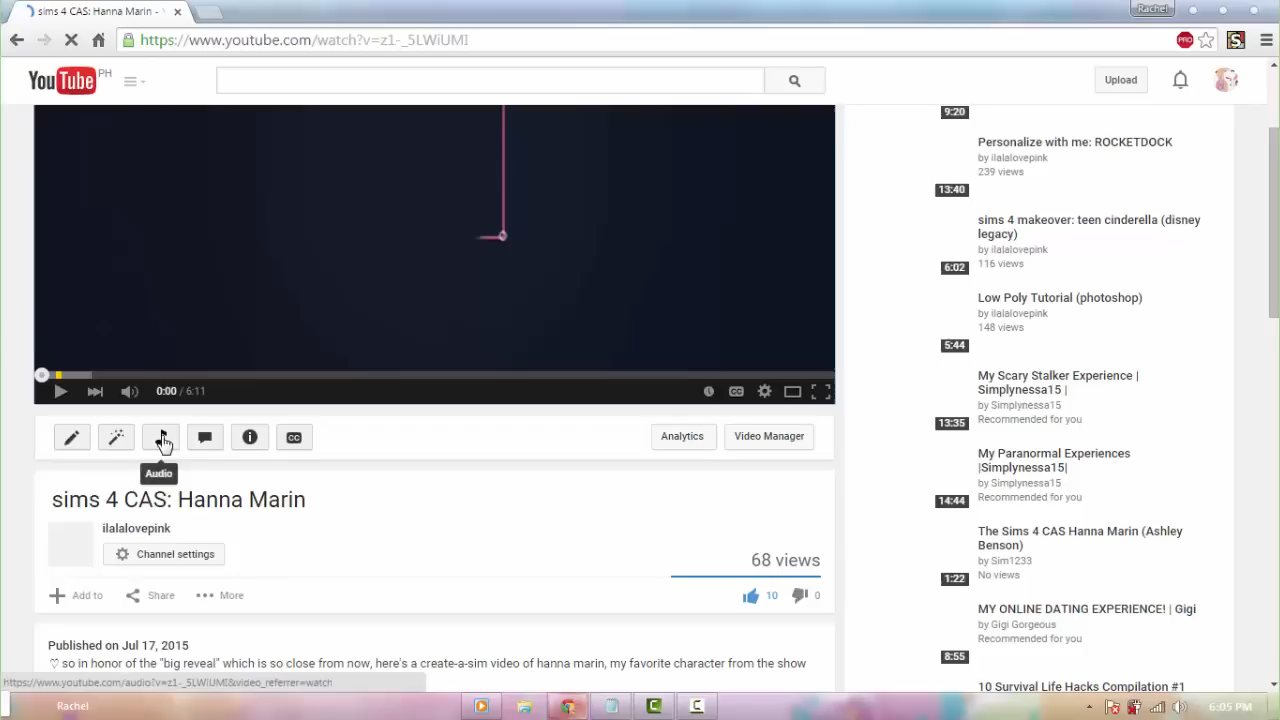 sims 4 CAS: Hanna Marin -
Rachel
https://www.youtube.com/watch?v=z1-_5LWiUMI
PRO
S
YouTube PH
Upload
9:20
Personalize with me: ROCKETDOCK
by ilalalovepink
239 views
13:40
sims 4 makeover: teen cinderella (disney
legacy)
by ilalalovepink
116 views
6:02
Low Poly Tutorial (photoshop)
by ilalalovepink
148 views
5:44
My Scary Stalker Experience |
Simplynessa15 |
by Simplynessa15
Recommended for you
13:35
My Paranormal Experiences
|Simplynessa15|
by Simplynessa15
Recommended for you
14:44
The Sims 4 CAS Hanna Marin (Ashley
Benson)
by Sim1233
No views
1:22
MY ONLINE DATING EXPERIENCE! | Gigi
by Gigi Gorgeous
Recommended for you
8:55
10 Survival Life Hacks Compilation #1
0:00 / 6:11
CC
CC
Analytics
Video Manager
Audio
sims 4 CAS: Hanna Marin
ilalalovepink
Channel settings
68 views
Add to
Share
More
10
0
Published on Jul 17, 2015
♡ so in honor of the "big reveal" which is so close from now, here's a create-a-sim video of hanna marin, my favorite character from the show
https://www.youtube.com/audio?v=z1-_5LWiUMI&video_referrer=watch
Rachel
C
C
6:05 PM